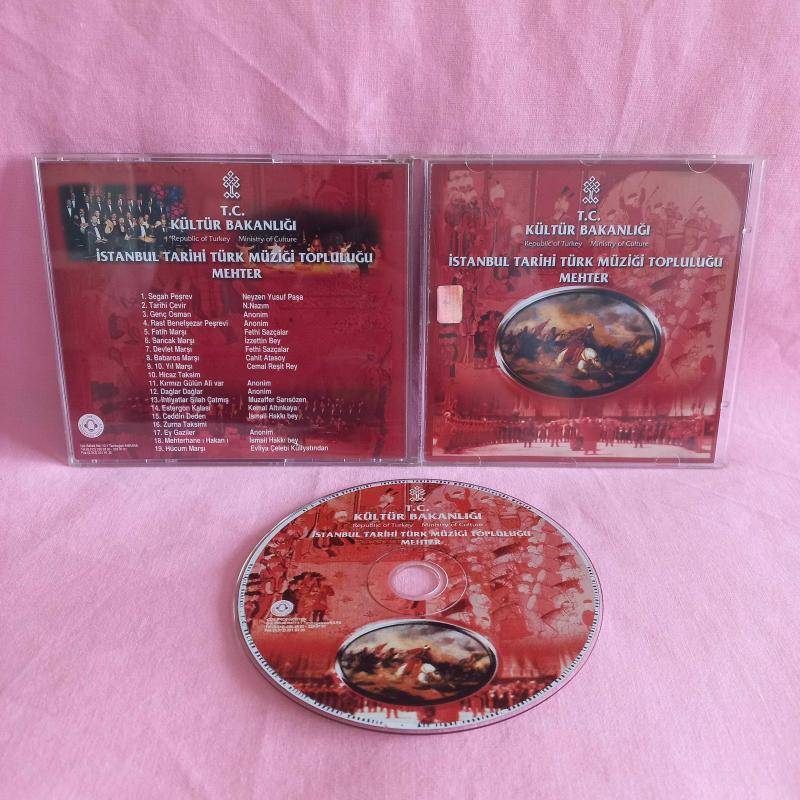 T.C.
KÜLTÜR BAKANLIĞI
Republic of Turkey Ministry of Culture
İSTANBUL TARİHİ TÜRK MÜZİĞİ TOPLULUĞU
MEHTER
1. Segah Peşrev Neyzen Yusuf Paşa
2. Tarihi Çevir N.Nazım
3. Genç Osman Anonim
4. Rast Benelşezar Peşrevi Anonim
5. Fatih Marşı Fethi Sazçalar
6. Sancak Marşı İzzettin Bey
7. Devlet Marşı Fethi Sazçalar
8. Babaros Marşı Cahit Atasoy
9. 10. Yıl Marşı Cemal Reşit Rey
10. Hicaz Taksim
11. Kırmızı Gülün Ali var Anonim
12. Dağlar Dağlar Anonim
13. İhtiyatlar Silah Çatmış Muzaffer Sarısözen
14. Estergon Kalası Kemal Altınkaya
15. Ceddin Deden İsmail Hakkı bey
16. Zurna Taksimi
17. Ey Gaziler Anonim
18. Mehterhane ı Hakan ı İsmail Hakkı bey
19. Hücum Marşı Evliya Çelebi Külliyatından
T.C.
KÜLTÜR BAKANLIĞI
Republic of Turkey Ministry of Culture
İSTANBUL TARİHİ TÜRK MÜZİĞİ TOPLULUĞU
MEHTER
T.C.
KÜLTÜR BAKANLIĞI
Republic of Turkey Ministry of Culture
İSTANBUL TARİHİ TÜRK MÜZİĞİ TOPLULUĞU
MEHTER